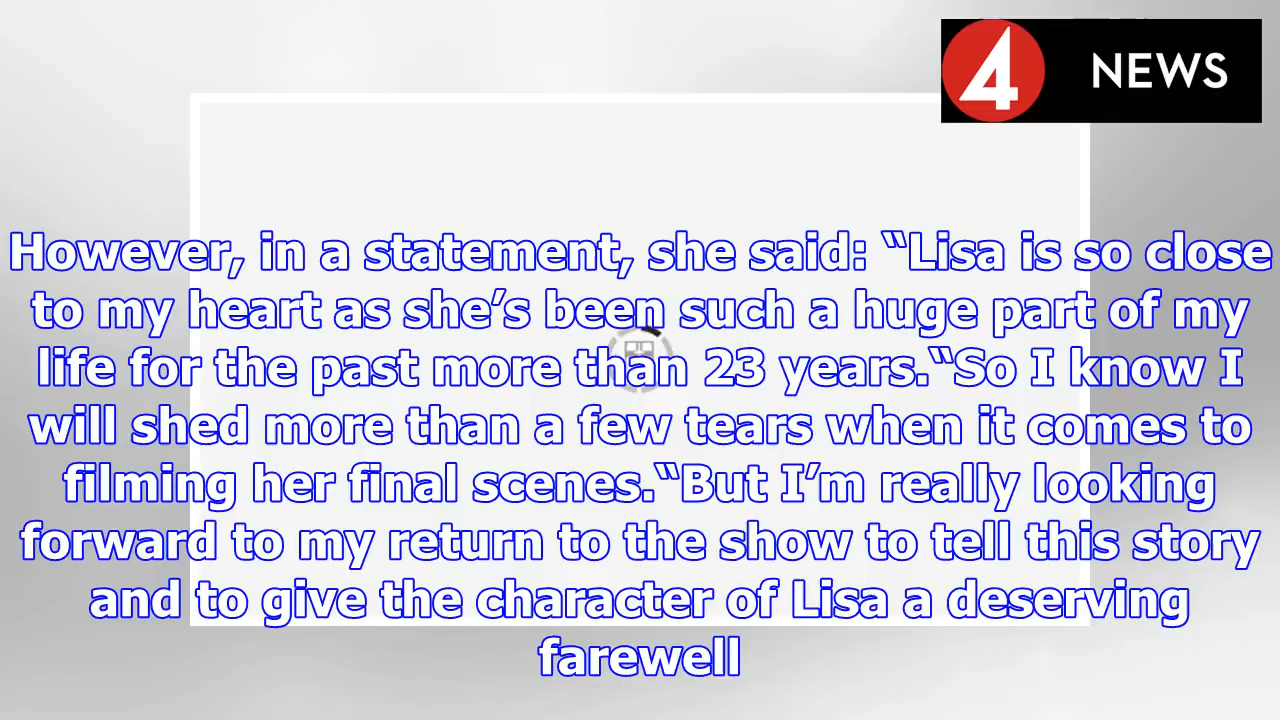 4 NEWS
However, in a statement, she said: “Lisa is so close
to my heart as she’s been such a huge part of my
life for the past more than 23 years.“So I know I
will shed more than a few tears when it comes to
filming her final scenes.“But I’m really looking
forward to my return to the show to tell this story
and to give the character of Lisa a deserving
farewell